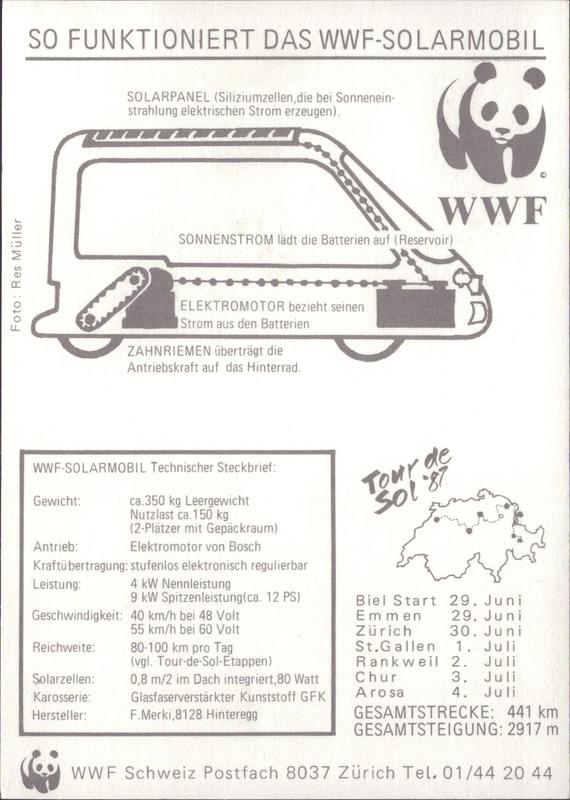 SO FUNKTIONIERT DAS WWF-SOLARMOBIL
SOLARPANEL (Siliziumzellen,die bei Sonnenein-
strahlung elektrischen Strom erzeugen).
WWF
SONNENSTROM lädt die Batterien auf (Reservoir)
Foto: Res Müller
ELEKTROMOTOR bezieht seinen
Strom aus den Batterien
ZAHNRIEMEN überträgt die
Antriebskraft auf das Hinterrad.
WWF-SOLARMOBIL Technischer Steckbrief:
Gewicht: ca.350 kg Leergewicht
Nutzlast ca.150 kg
(2-Plätzer mit Gepäckraum)
Antrieb: Elektromotor von Bosch
Kraftübertragung: stufenlos elektronisch regulierbar
Leistung: 4 kW Nennleistung
9 kW Spitzenleistung(ca. 12 PS)
Geschwindigkeit: 40 km/h bei 48 Volt
55 km/h bei 60 Volt
Reichweite: 80-100 km pro Tag
(vgl. Tour-de-Sol-Etappen)
Solarzellen: 0,8 m/2 im Dach integriert,80 Watt
Karosserie: Glasfaserverstärkter Kunststoff GFK
Hersteller: F.Merki,8128 Hinteregg
Tour de
Sol '87
Biel Start 29. Juni
Emmen 29. Juni
Zürich 30. Juni
St.Gallen 1. Juli
Rankweil 2. Juli
Chur 3. Juli
Arosa 4. Juli
GESAMTSTRECKE: 441 km
GESAMTSTEIGUNG: 2917 m
WWF Schweiz Postfach 8037 Zürich Tel. 01/44 20 44